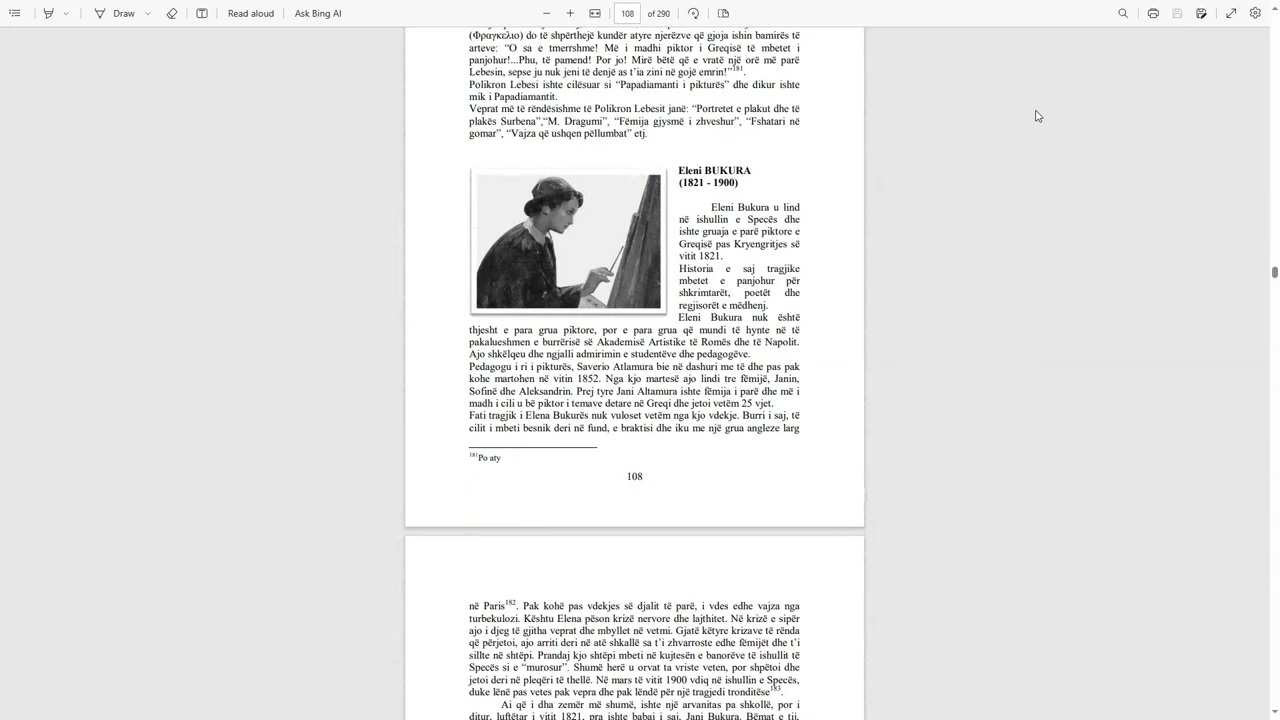 Draw
Read aloud
Ask Bing AI
108
of 290
(Φραγκέλιο) do të shpërthejë kundër atyre njerëzve që gjoja ishin bamirës të
arteve: “O sa e tmerrshme! Më i madhi piktor i Greqisë të mbetet i
panjohur!...Phu, të pamend! Por jo! Mirë bëtë që e vratë një orë më parë
Lebesin, sepse ju nuk jeni të denjë as t’ia zini në gojë emrin!”181.
Polikron Lebesi ishte cilësuar si “Papadiamanti i pikturës” dhe dikur ishte
mik i Papadiamantit.
Veprat më të rëndësishme të Polikron Lebesit janë: “Portretet e plakut dhe të
plakës Surbena”,“M. Dragumi”, “Fëmija gjysmë i zhveshur”, “Fshatari në
gomar”, “Vajza që ushqen pëllumbat” etj.
Eleni BUKURA
(1821 - 1900)
Eleni Bukura u lind
në ishullin e Specës dhe
ishte gruaja e parë piktore e
Greqisë pas Kryengritjes së
vitit 1821.
Historia e saj tragjike
mbetet e panjohur për
shkrimtarët, poetët dhe
regjisorët e mëdhenj.
Eleni Bukura nuk është
thjesht e para grua piktore, por e para grua që mundi të hynte në të
pakalueshmen e burrërisë së Akademisë Artistike të Romës dhe të Napolit.
Ajo shkëlqeu dhe ngjalli admirimin e studentëve dhe pedagogëve.
Pedagogu i ri i pikturës, Saverio Atlamura bie në dashuri me të dhe pas pak
kohe martohen në vitin 1852. Nga kjo martesë ajo lindi tre fëmijë, Janin,
Sofinë dhe Aleksandrin. Prej tyre Jani Altamura ishte fëmija i parë dhe më i
madh i cili u bë piktor i temave detare në Greqi dhe jetoi vetëm 25 vjet.
Fati tragjik i Elena Bukurës nuk vuloset vetëm nga kjo vdekje. Burri i saj, të
cilit i mbeti besnik deri në fund, e braktisi dhe iku me një grua angleze larg
181Po aty
108
në Paris182. Pak kohë pas vdekjes së djalit të parë, i vdes edhe vajza nga
turbekulozi. Kështu Elena pëson krizë nervore dhe lajthitet. Në krizë e sipër
ajo i djeg të gjitha veprat dhe mbyllet në vetmi. Gjatë këtyre krizave të rënda
që përjetoi, ajo arriti deri në atë shkallë sa t’i zhvarroste edhe fëmijët dhe t’i
sillte në shtëpi. Prandaj kjo shtëpi mbeti në kujtesën e banorëve të ishullit të
Specës si e “murosur”. Shumë herë u orvat ta vriste veten, por shpëtoi dhe
jetoi deri në pleqëri të thellë. Në mars të vitit 1900 vdiq në ishullin e Specës,
duke lënë pas vetes pak vepra dhe pak lëndë për një tragjedi tronditëse183.
Ai që i dha zemër më shumë, ishte një arvanitas pa shkollë, por i
ditur, luftëtar i vitit 1821, pra ishte babai i saj, Jani Bukura. Bëmat e tij,